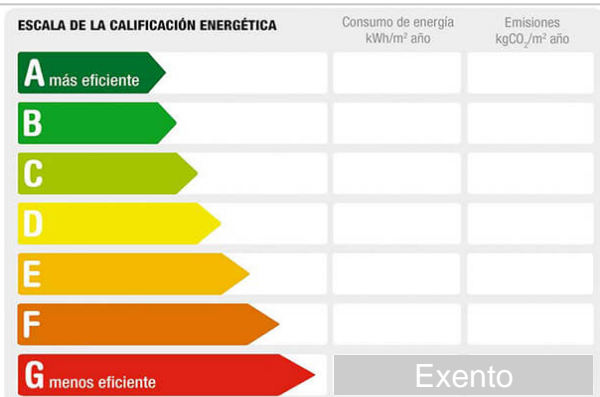 ESCALA DE LA CALIFICACIÓN ENERGÉTICA
Consumo de energía
kWh/m² año
Emisiones
kgCO₂/m² año
A más eficiente
B
C
D
E
F
G menos eficiente
Exento